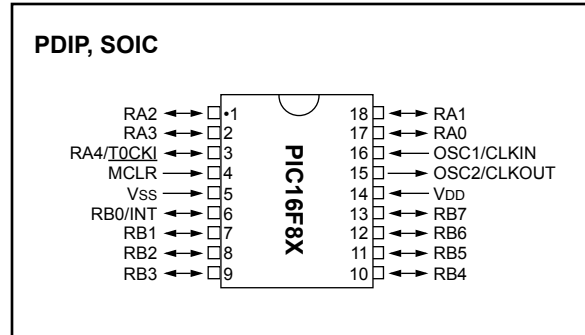 PDIP, SOIC
RA2 •1 18 RA1
RA3 2 17 RA0
RA4/T0CKI 3 16 OSC1/CLKIN
MCLR 4 15 OSC2/CLKOUT
VSS 5 14 VDD
RB0/INT 6 13 RB7
RB1 7 12 RB6
RB2 8 11 RB5
RB3 9 10 RB4
PIC16F8X